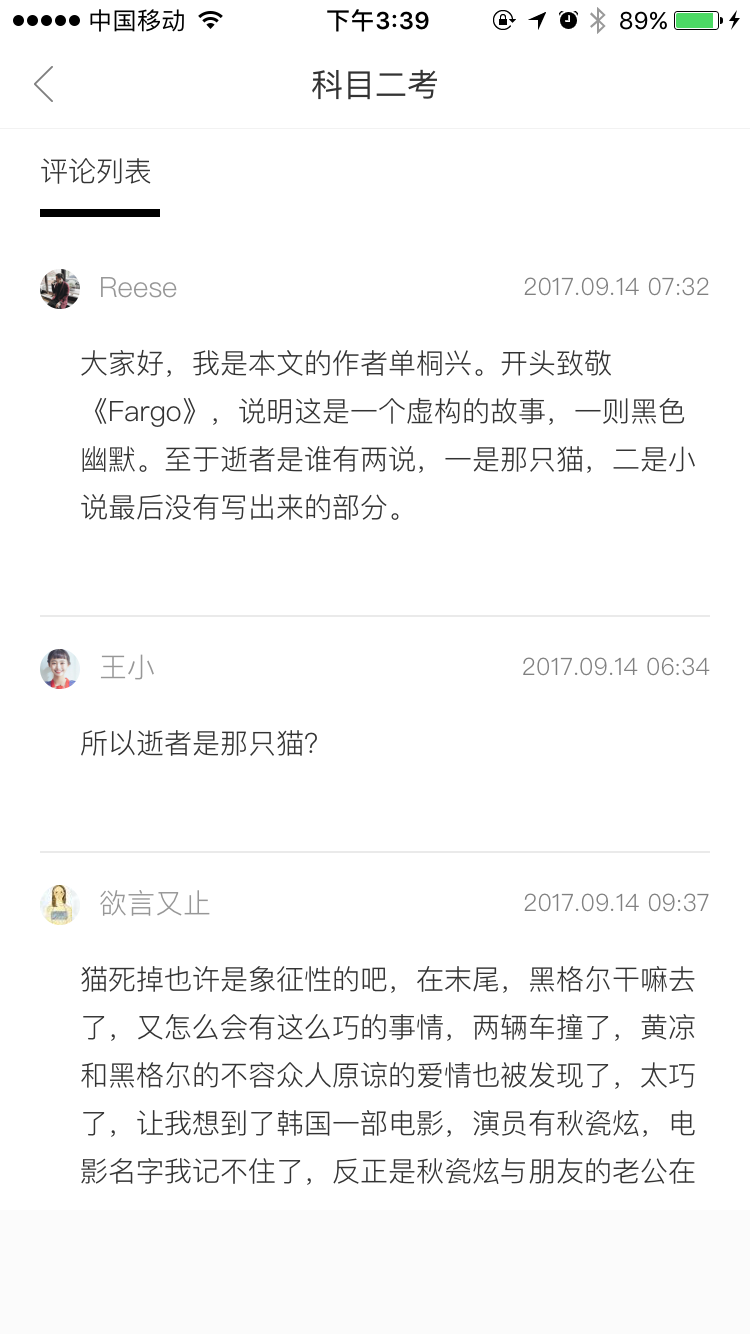 中国移动 下午3:39 89%
科目二考
评论列表
Reese 2017.09.14 07:32
大家好，我是本文的作者单桐兴。开头致敬
《Fargo》，说明这是一个虚构的故事，一则黑色
幽默。至于逝者是谁有两说，一是那只猫，二是小
说最后没有写出来的部分。
王小 2017.09.14 06:34
所以逝者是那只猫？
欲言又止 2017.09.14 09:37
猫死掉也许是象征性的吧，在末尾，黑格尔干嘛去
了，又怎么会有这么巧的事情，两辆车撞了，黄凉
和黑格尔的不容众人原谅的爱情也被发现了，太巧
了，让我想到了韩国一部电影，演员有秋瓷炫，电
影名字我记不住了，反正是秋瓷炫与朋友的老公在